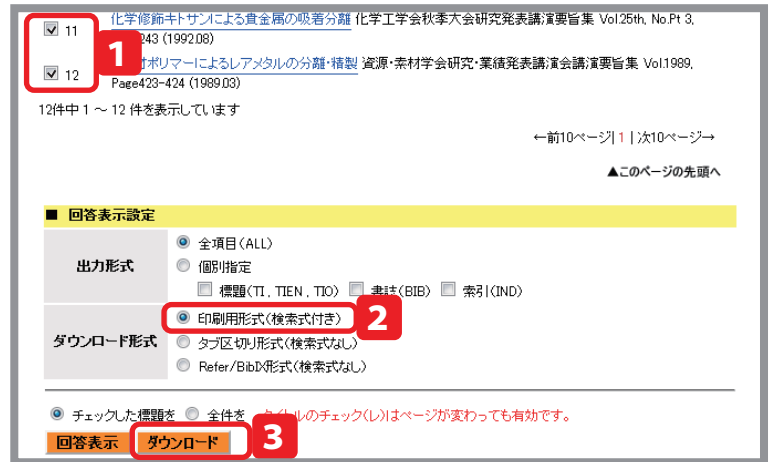 11 化学修飾キトサンによる貴金属の吸着分離 化学工学会秋季大会研究発表講演要旨集 Vol.25th, No.Pt 3,
243 (1992.08)
1
12 ポリマーによるレアメタルの分離・精製 資源・素材学会研究・業績発表講演会講演要旨集 Vol.1989,
Page423-424 (1989.03)
12件中 1 ～ 12 件を表示しています
←前10ページ| 1 | 次10ページ→
▲このページの先頭へ
■ 回答表示設定
出力形式
全項目(ALL)
個別指定
標題(TI, TIEN, TIO) 書誌(BIB) 索引(IND)
ダウンロード形式
印刷用形式(検索式付き) 2
タブ区切り形式(検索式なし)
Refer/BibIX形式(検索式なし)
チェックした標題を 全件を タイトルのチェック(レ)はページが変わっても有効です。
回答表示 ダウンロード 3